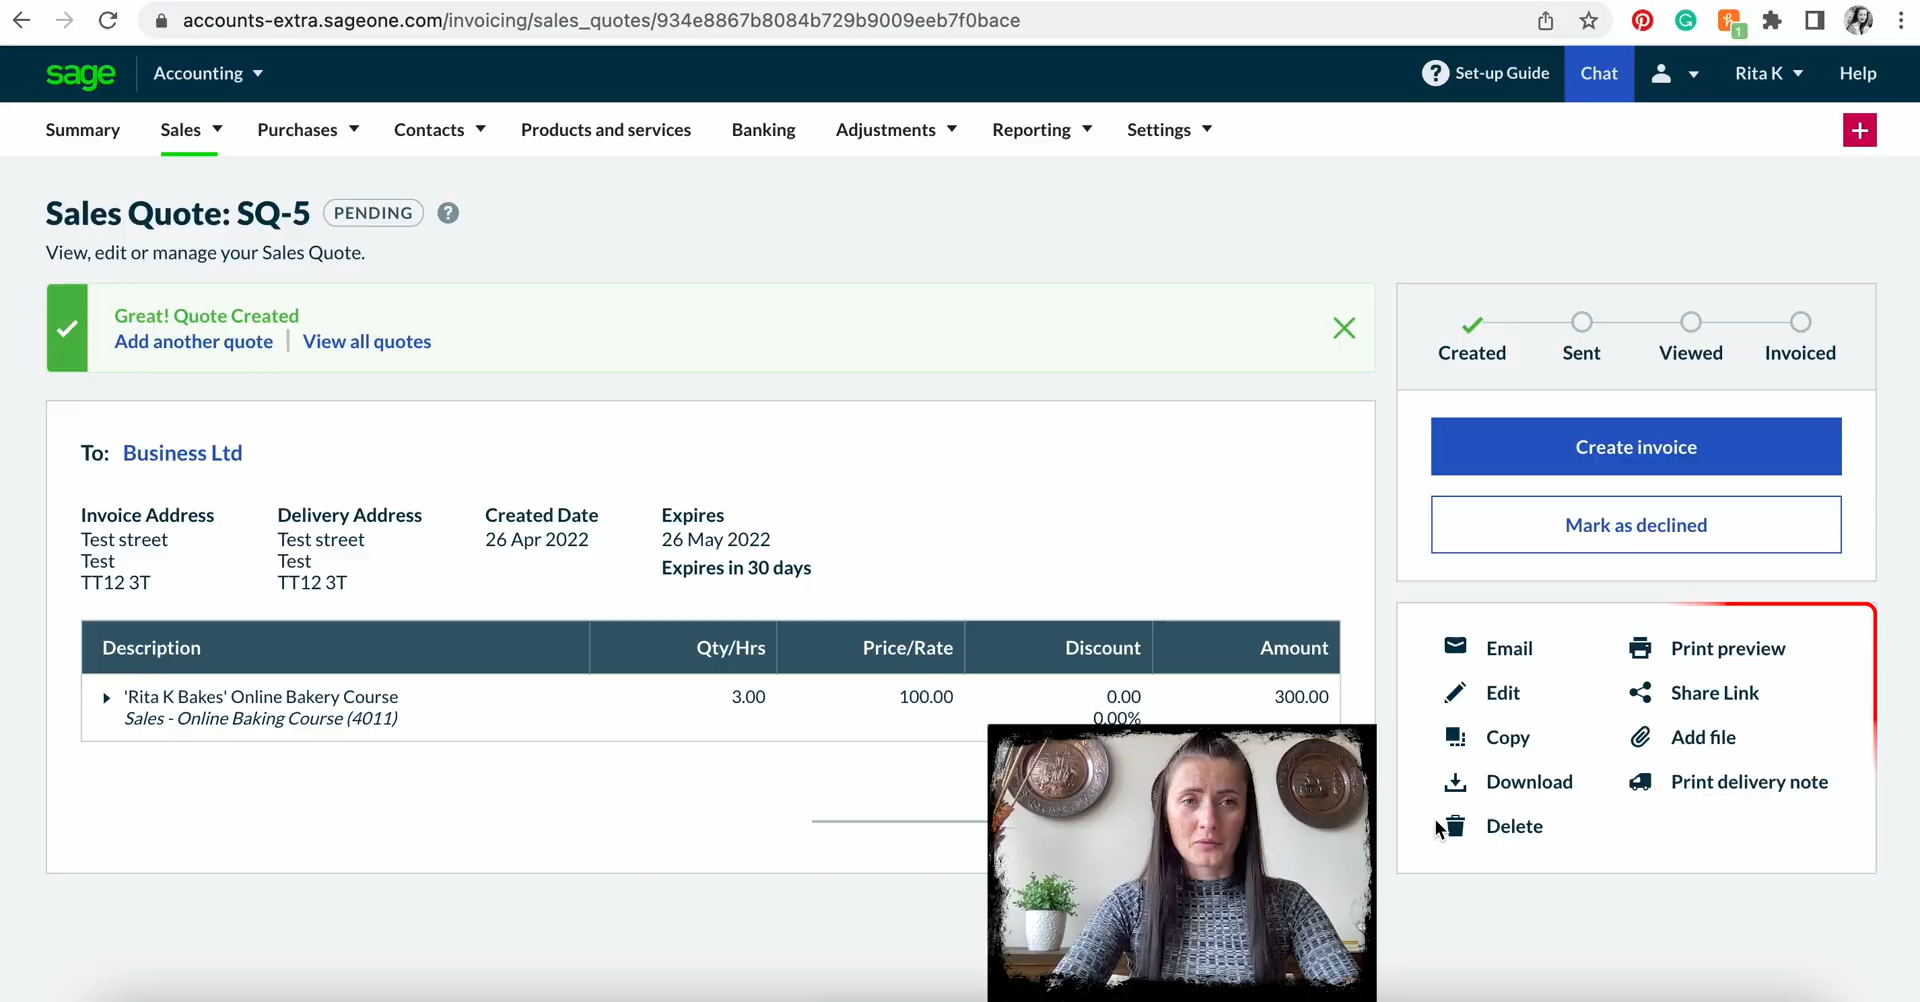 accounts-extra.sageone.com/invoicing/sales_quotes/934e8867b8084b729b9009eeb7f0bace
1
sage Accounting ? Set-up Guide Chat Rita K Help
Summary Sales Purchases Contacts Products and services Banking Adjustments Reporting Settings +
Sales Quote: SQ-5 PENDING ?
View, edit or manage your Sales Quote.
Great! Quote Created
Add another quote | View all quotes
Created Sent Viewed Invoiced
Create invoice
Mark as declined
To: Business Ltd
Invoice Address Delivery Address Created Date Expires
Test street Test street 26 Apr 2022 26 May 2022
Test Test Expires in 30 days
TT12 3T TT12 3T
Description Qty/Hrs Price/Rate Discount Amount
'Rita K Bakes' Online Bakery Course 3.00 100.00 0.00 300.00
Sales - Online Baking Course (4011) 0.00%
Email Print preview
Edit Share Link
Copy Add file
Download Print delivery note
Delete